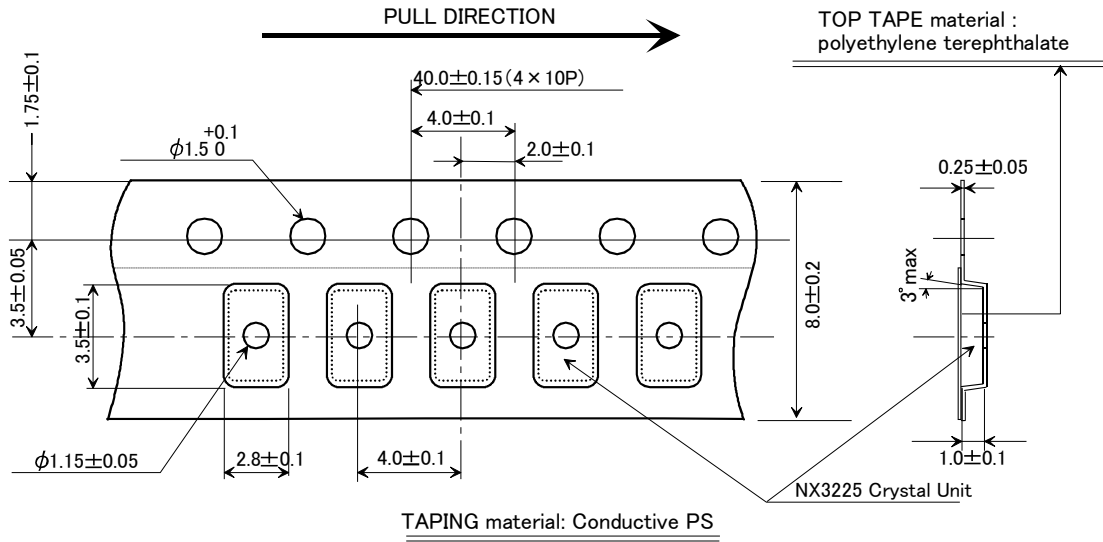 PULL DIRECTION
TOP TAPE material :
polyethylene terephthalate
1.75±0.1
40.0±0.15(4×10P)
4.0±0.1
+0.1
φ1.5 0
2.0±0.1
0.25±0.05
3.5±0.05
3.5±0.1
8.0±0.2
3°max
φ1.15±0.05
2.8±0.1
4.0±0.1
1.0±0.1
NX3225 Crystal Unit
TAPING material: Conductive PS